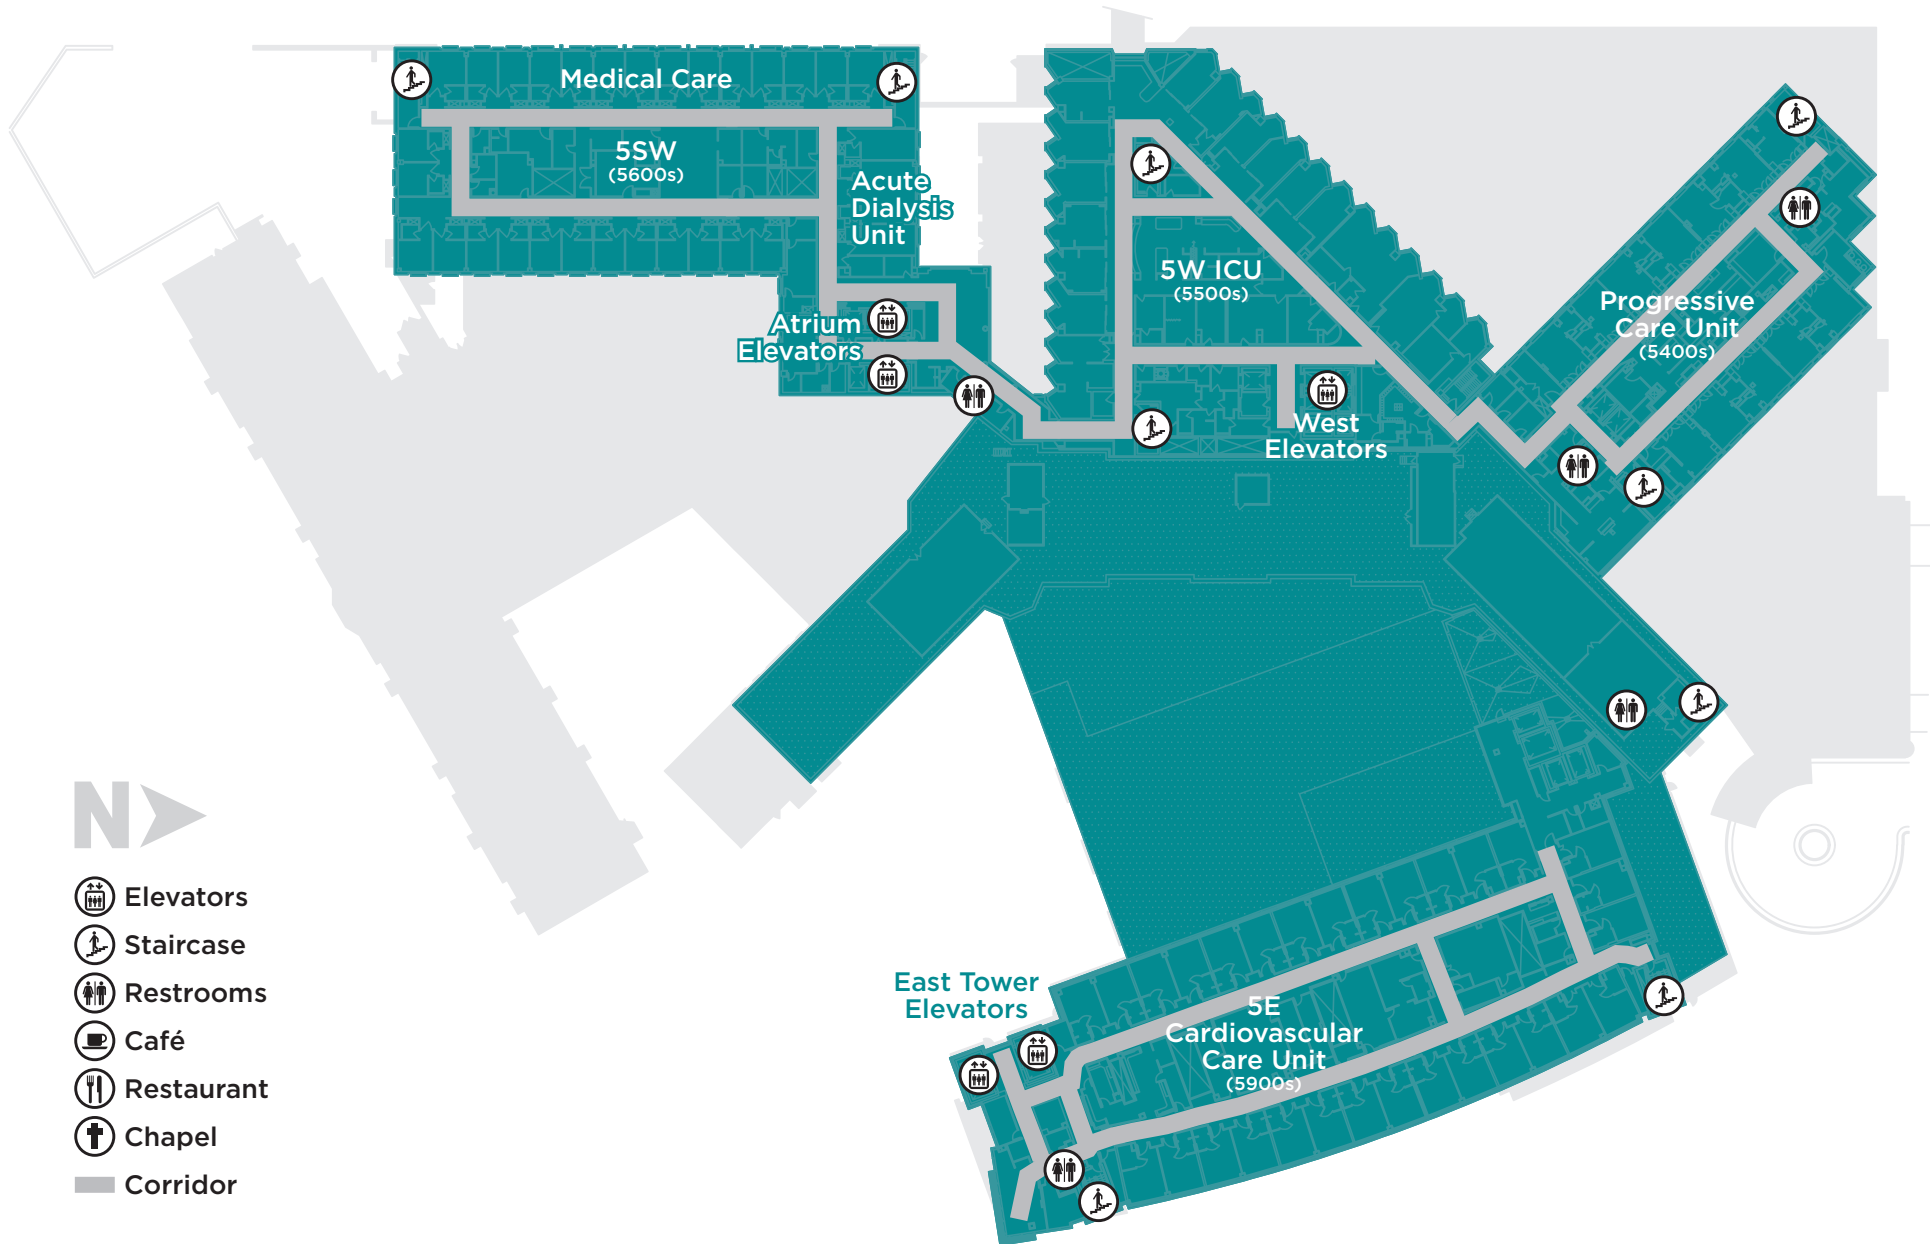 Medical Care
5SW
(5600s)
Acute
Dialysis
Unit
Atrium
Elevators
5W ICU
(5500s)
West
Elevators
Progressive
Care Unit
(5400s)
East Tower
Elevators
5E
Cardiovascular
Care Unit
(5900s)
N
Elevators
Staircase
Restrooms
Café
Restaurant
Chapel
Corridor